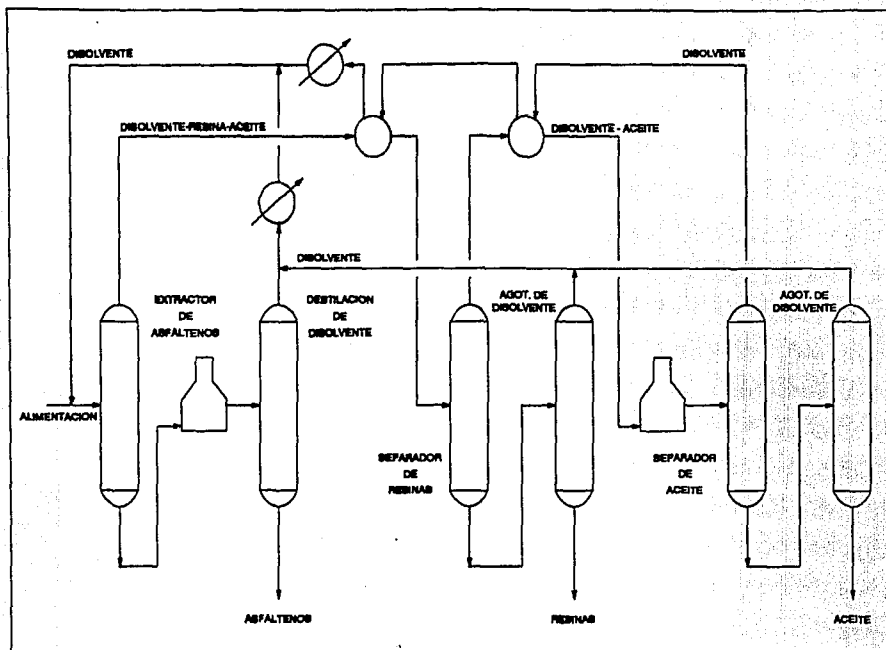 DISOLVENTE
DISOLVENTE
DISOLVENTE-RESINA-ACEITE
DISOLVENTE - ACEITE
DISOLVENTE
EXTRACTOR
DE
ASFALTENOS
DESTILACION
DE
DISOLVENTE
AGOT. DE
DISOLVENTE
AGOT. DE
DISOLVENTE
ALIMENTACION
SEPARADOR
DE
RESINAS
SEPARADOR
DE
ACEITE
ASFALTENOS
RESINAS
ACEITE